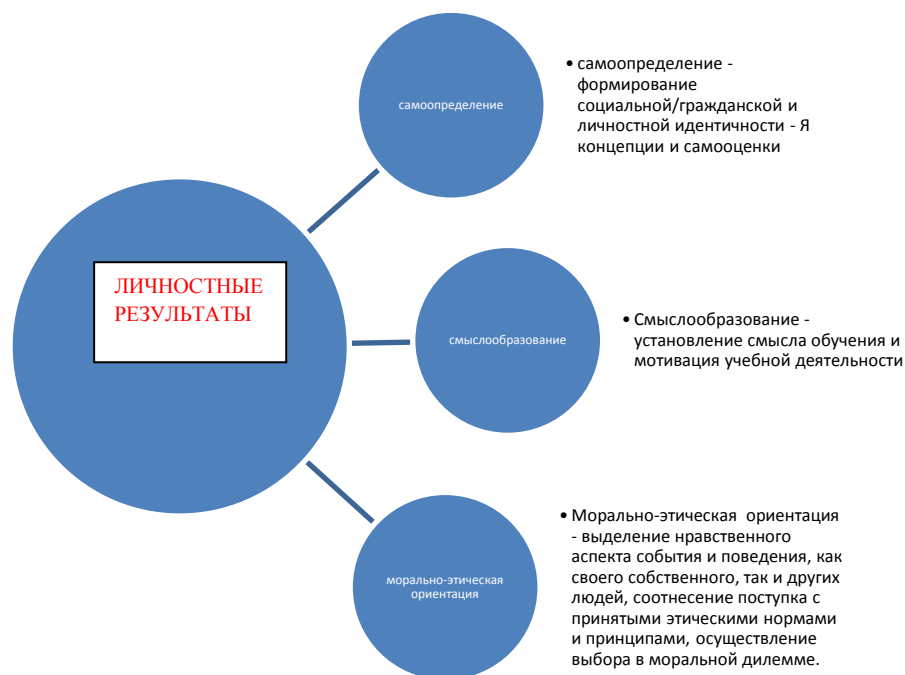 ЛИЧНОСТНЫЕ
РЕЗУЛЬТАТЫ
самоопределение
• самоопределение -
формирование
социальной/гражданской и
личностной идентичности - Я
концепции и самооценки
смыслообразование
• Смыслообразование -
установление смысла обучения и
мотивация учебной деятельности
морально-этическая
ориентация
• Морально-этическая ориентация
- выделение нравственного
аспекта события и поведения, как
своего собственного, так и других
людей, соотнесение поступка с
принятыми этическими нормами
и принципами, осуществление
выбора в моральной дилемме.